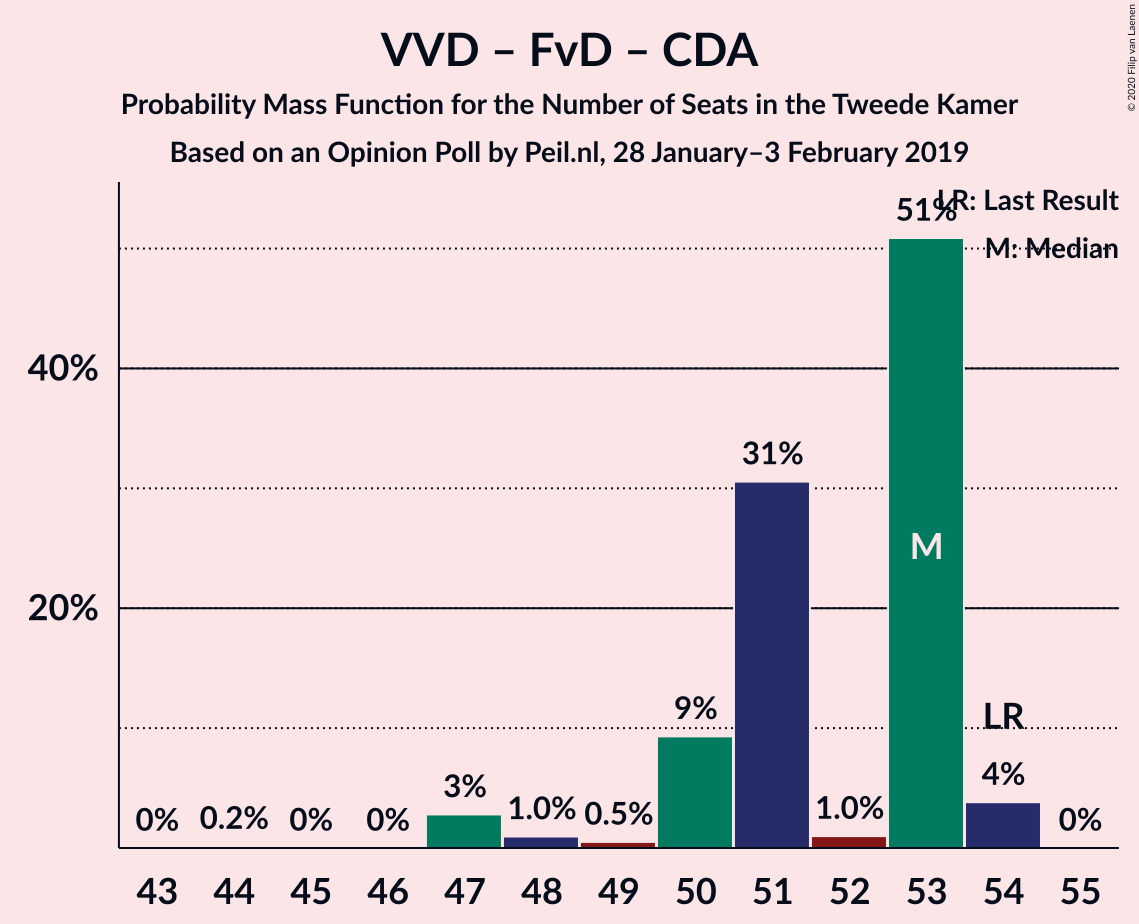 VVD – FvD – CDA
Probability Mass Function for the Number of Seats in the Tweede Kamer
Based on an Opinion Poll by Peil.nl, 28 January–3 February 2019
© 2020 Filip van Laenen
LR: Last Result
M: Median
40%
20%
0%
0.2%
0%
0%
3%
1.0%
0.5%
9%
31%
1.0%
51%
M
LR
4%
0%
43 44 45 46 47 48 49 50 51 52 53 54 55